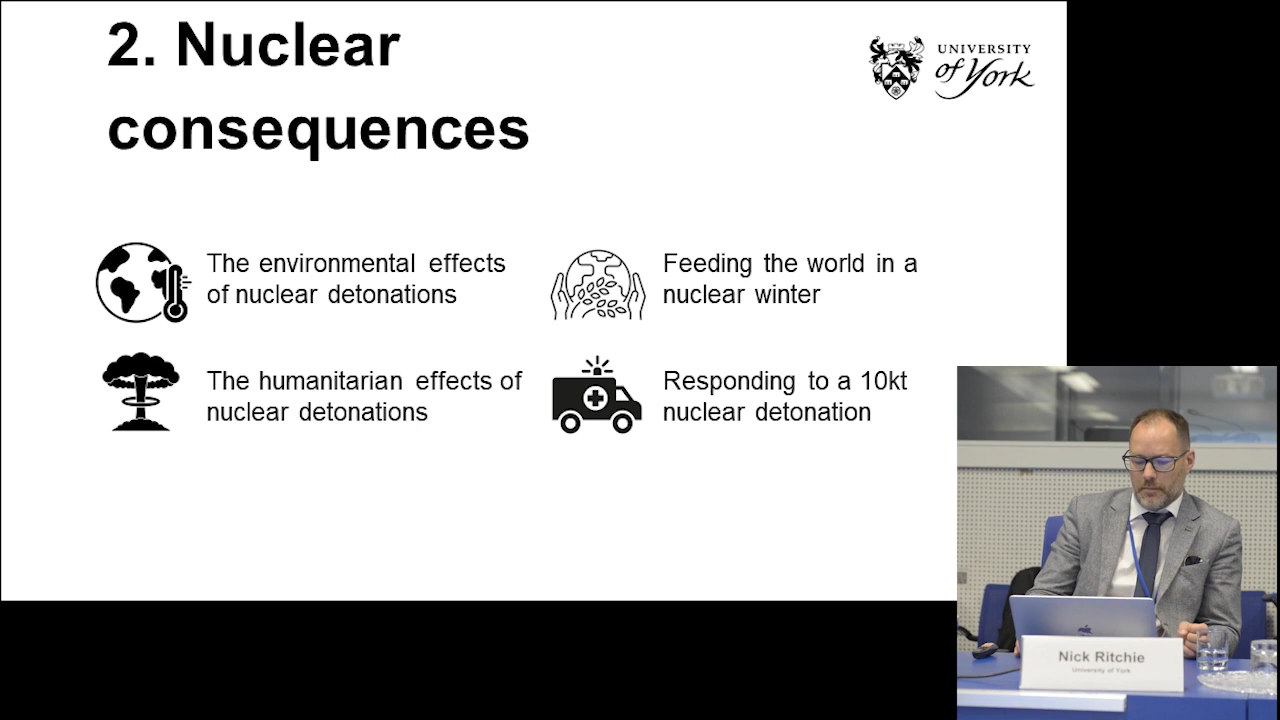 2. Nuclear
consequences
UNIVERSITY
of York
The environmental effects
of nuclear detonations
Feeding the world in a
nuclear winter
The humanitarian effects of
nuclear detonations
Responding to a 10kt
nuclear detonation
Nick Ritchie
University of York